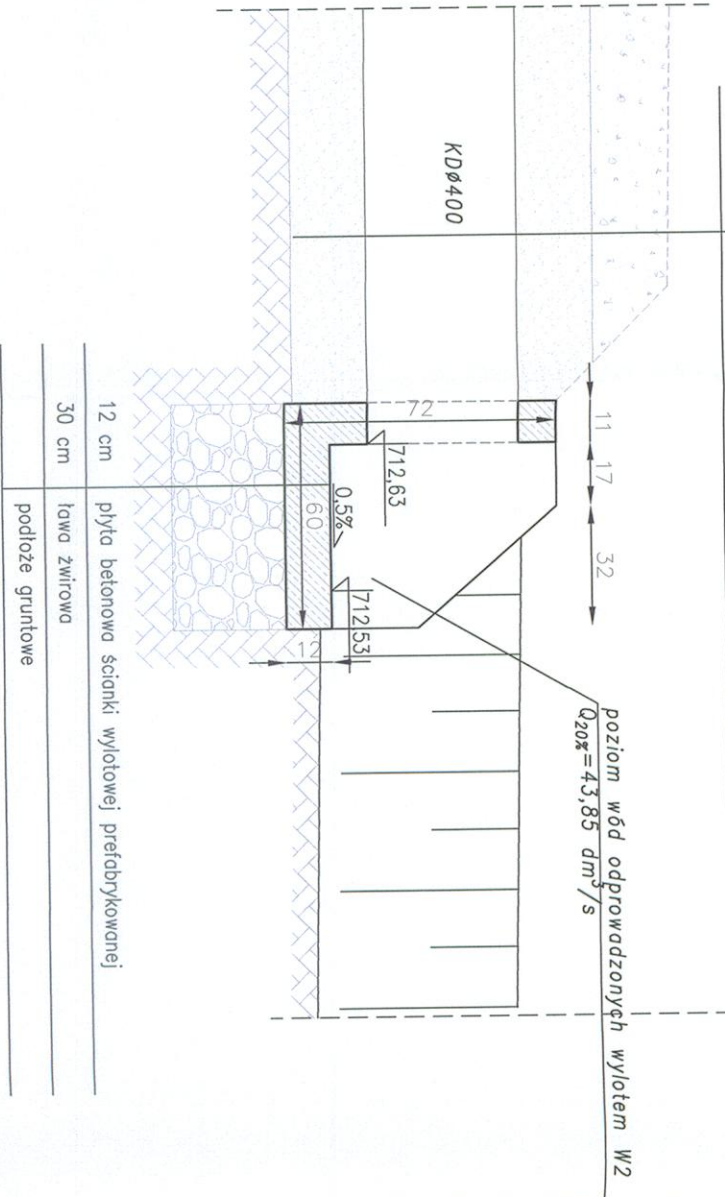 KDø400
11
17
32
72
712,63
0,5%
60
712,53
12
poziom wód odprowadzonych wylotem W2
Q20%=43,85 dm³/s
12 cm płyta betonowa ścianki wylotowej prefabrykowanej
30 cm ława żwirowa
podłoże gruntowe